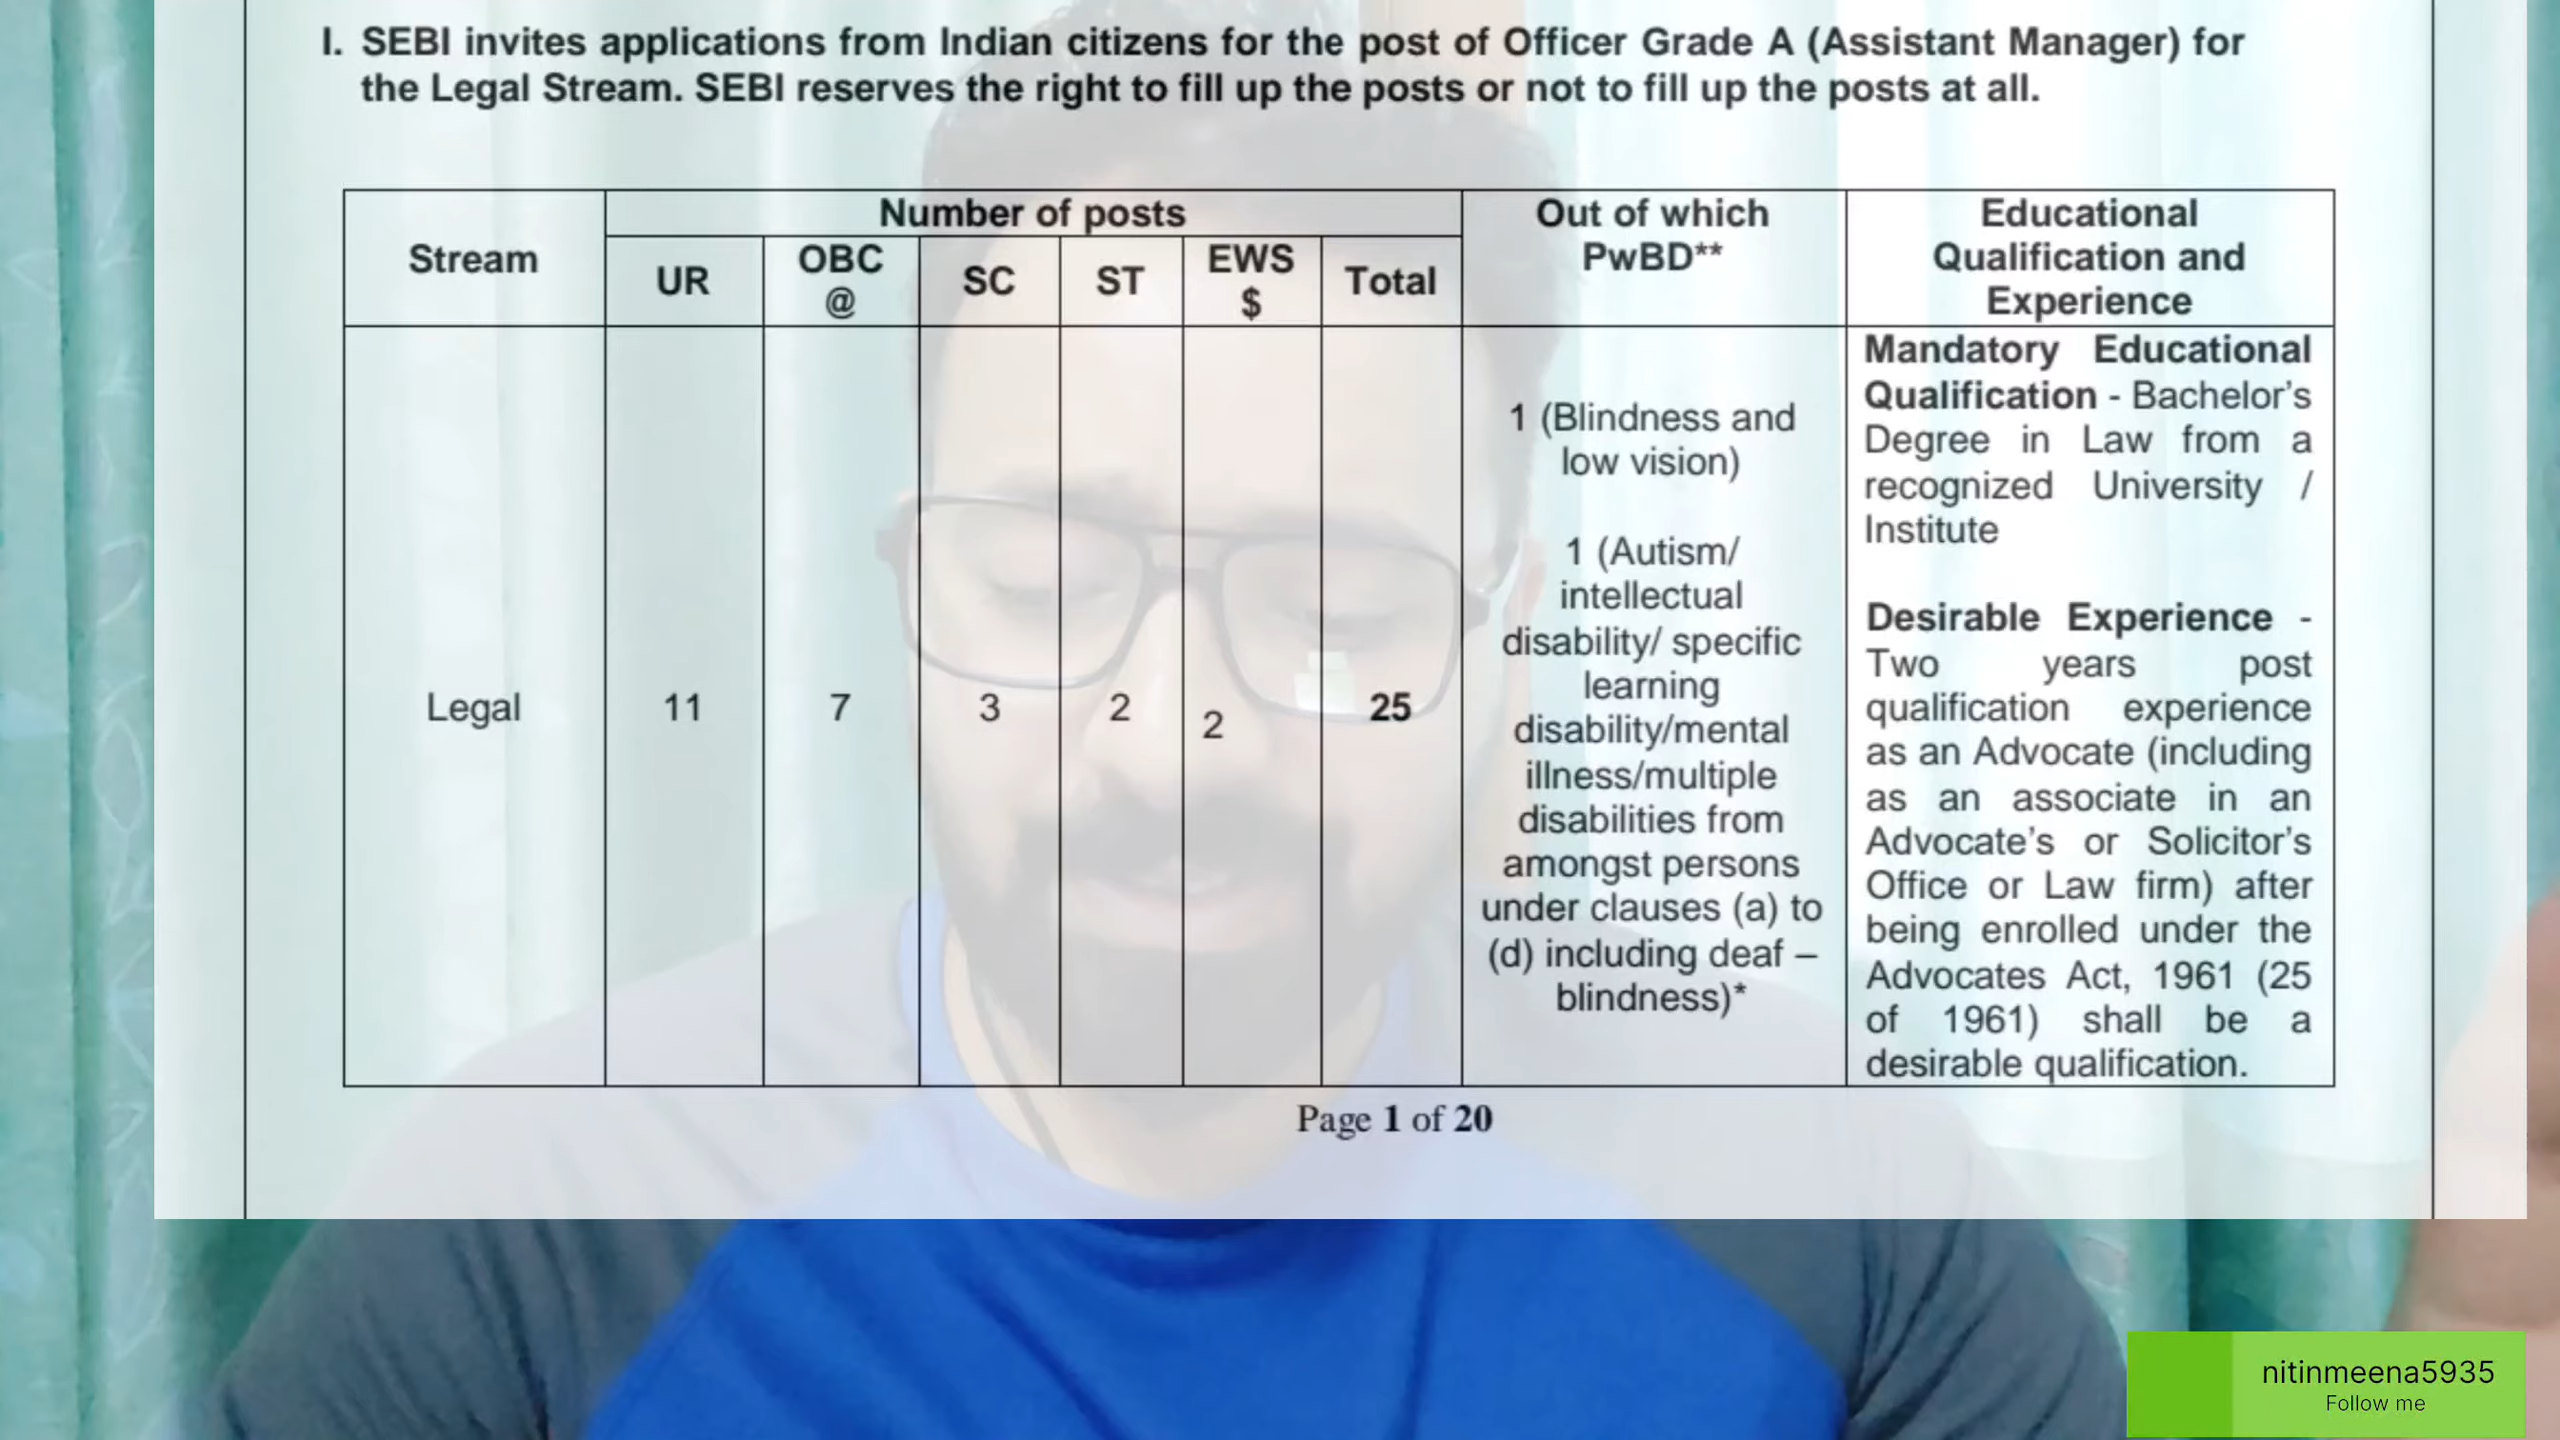 I. SEBI invites applications from Indian citizens for the post of Officer Grade A (Assistant Manager) for
the Legal Stream. SEBI reserves the right to fill up the posts or not to fill up the posts at all.
Stream
Number of posts
UR
OBC
@
SC
ST
EWS
$
Total
Out of which
PwBD**
Educational
Qualification and
Experience
Legal
11
7
3
2
2
25
1 (Blindness and
low vision)
1 (Autism/
intellectual
disability/ specific
learning
disability/mental
illness/multiple
disabilities from
amongst persons
under clauses (a) to
(d) including deaf –
blindness)*
Mandatory Educational
Qualification - Bachelor’s
Degree in Law from a
recognized University /
Institute
Desirable Experience -
Two years post
qualification experience
as an Advocate (including
as an associate in an
Advocate’s or Solicitor’s
Office or Law firm) after
being enrolled under the
Advocates Act, 1961 (25
of 1961) shall be a
desirable qualification.
Page 1 of 20
nitinmeena5935
Follow me